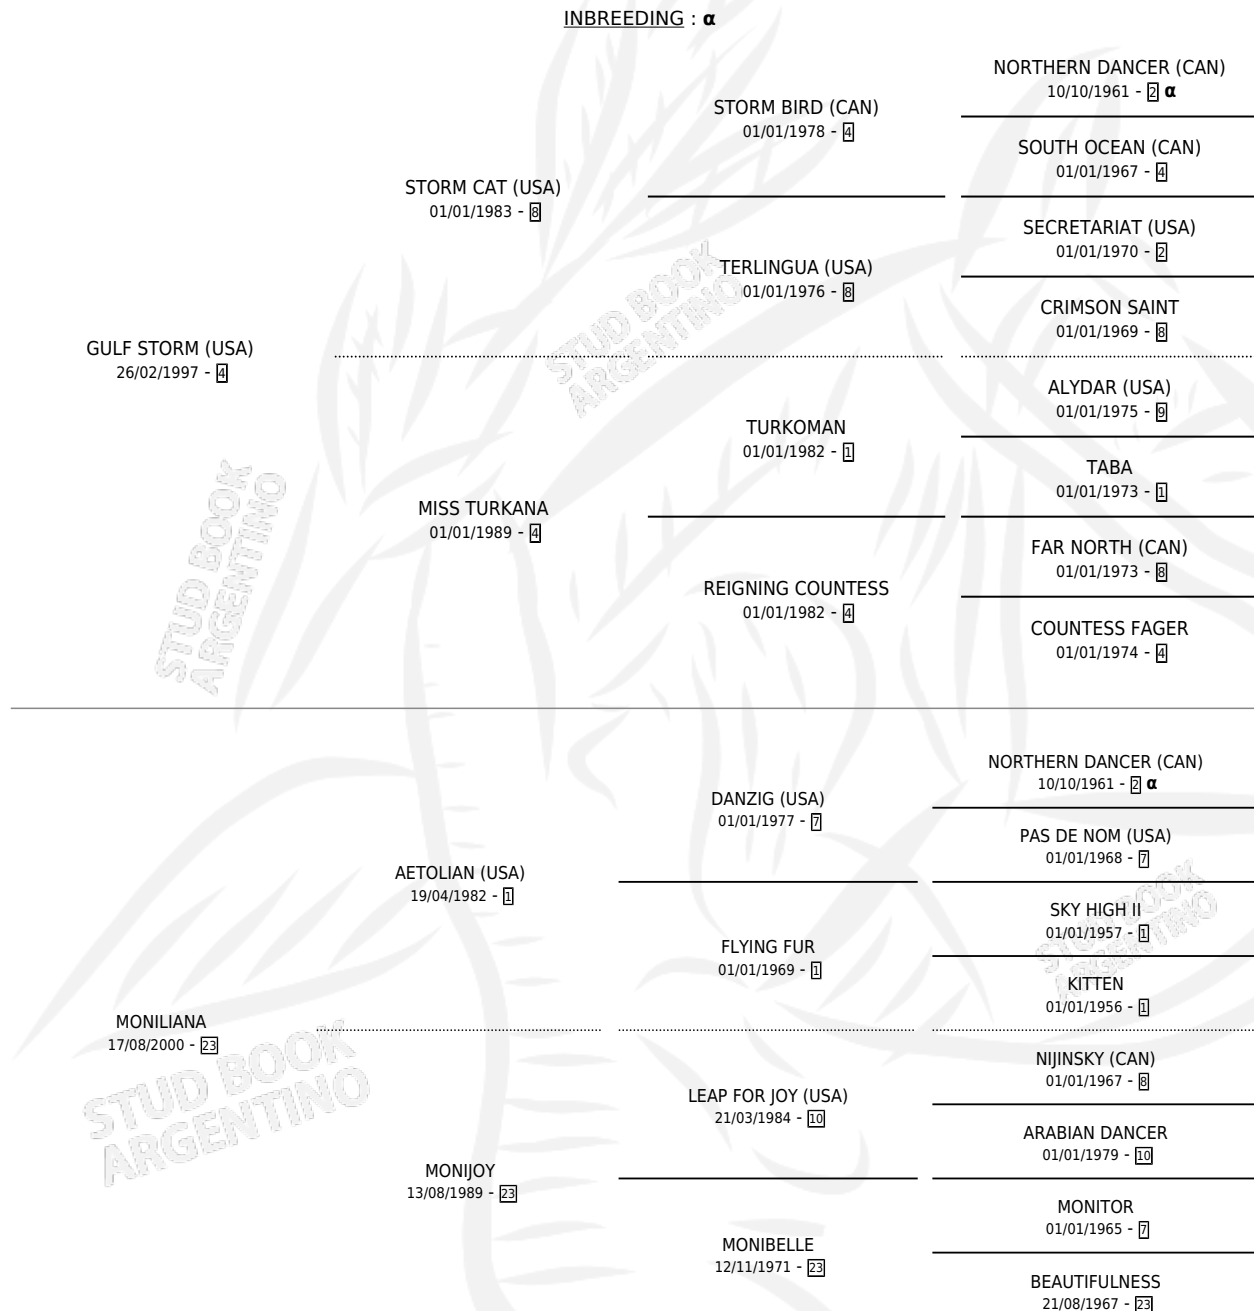 INBREEDING : α
NORTHERN DANCER (CAN)
10/10/1961 - 2 α
STORM BIRD (CAN)
01/01/1978 - 4
SOUTH OCEAN (CAN)
01/01/1967 - 4
STORM CAT (USA)
01/01/1983 - 8
SECRETARIAT (USA)
01/01/1970 - 2
TERLINGUA (USA)
01/01/1976 - 8
CRIMSON SAINT
01/01/1969 - 8
GULF STORM (USA)
26/02/1997 - 4
ALYDAR (USA)
01/01/1975 - 9
TURKOMAN
01/01/1982 - 1
TABA
01/01/1973 - 1
MISS TURKANA
01/01/1989 - 4
FAR NORTH (CAN)
01/01/1973 - 8
REIGNING COUNTESS
01/01/1982 - 4
COUNTESS FAGER
01/01/1974 - 4
STUD BOOK
ARGENTINO
STUD BOOK
ARGENTINO
NORTHERN DANCER (CAN)
10/10/1961 - 2 α
DANZIG (USA)
01/01/1977 - 7
PAS DE NOM (USA)
01/01/1968 - 7
AETOLIAN (USA)
19/04/1982 - 1
SKY HIGH II
01/01/1957 - 1
FLYING FUR
01/01/1969 - 1
KITTEN
01/01/1956 - 1
MONILIANA
17/08/2000 - 23
NIJINSKY (CAN)
01/01/1967 - 8
LEAP FOR JOY (USA)
21/03/1984 - 10
ARABIAN DANCER
01/01/1979 - 10
MONIJOY
13/08/1989 - 23
MONITOR
01/01/1965 - 7
MONIBELLE
12/11/1971 - 23
BEAUTIFULNESS
21/08/1967 - 23
STUD BOOK
ARGENTINO
STUD BOOK
ARGENTINO